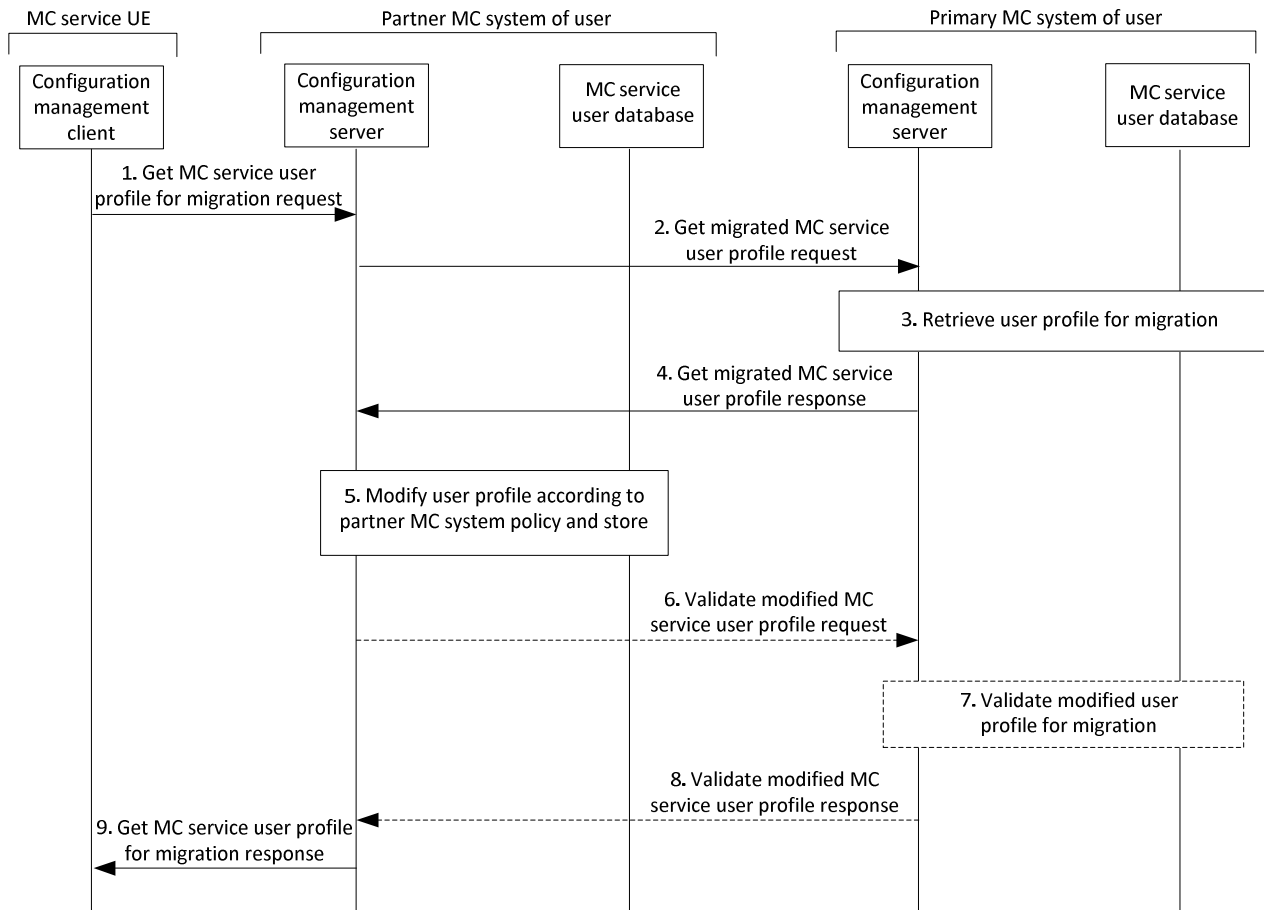 MC service UE
Partner MC system of user
Primary MC system of user
Configuration
management
client
Configuration
management
server
MC service
user database
Configuration
management
server
MC service
user database
1. Get MC service user
profile for migration request
2. Get migrated MC service
user profile request
3. Retrieve user profile for migration
4. Get migrated MC service
user profile response
5. Modify user profile according to
partner MC system policy and store
6. Validate modified MC
service user profile request
7. Validate modified user
profile for migration
8. Validate modified MC
service user profile response
9. Get MC service user profile
for migration response